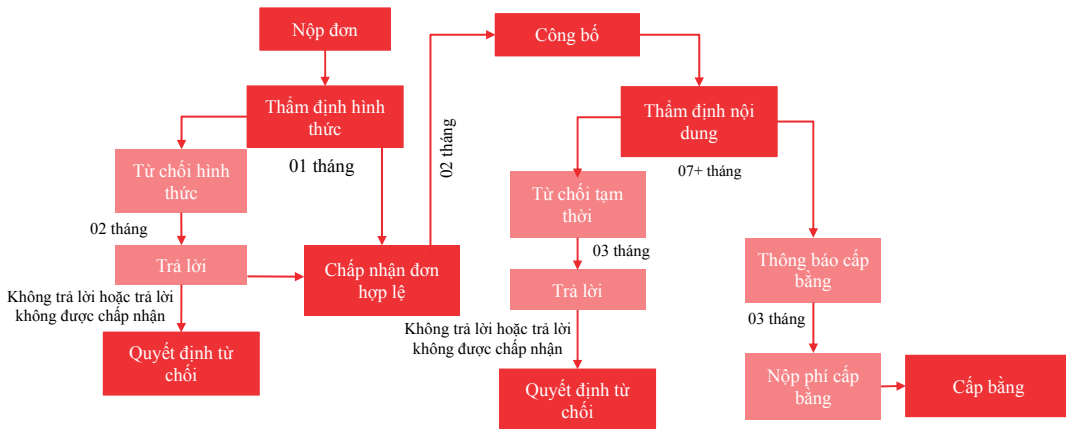 Nộp đơn
Thẩm định hình
thức
01 tháng
Từ chối hình
thức
02 tháng
Trả lời
Không trả lời hoặc trả lời
không được chấp nhận
Quyết định từ
chối
Chấp nhận đơn
hợp lệ
02 tháng
Công bố
Thẩm định nội
dung
07+ tháng
Từ chối tạm
thời
03 tháng
Trả lời
Không trả lời hoặc trả lời
không được chấp nhận
Quyết định từ
chối
Thông báo cấp
bằng
03 tháng
Nộp phí cấp
bằng
Cấp bằng